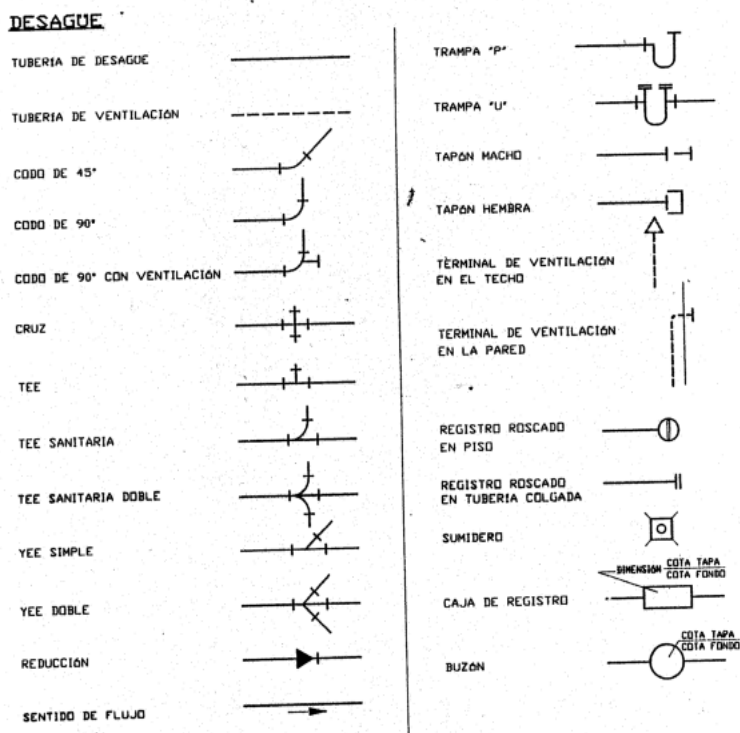 DESAGUE
TUBERIA DE DESAGUE
TUBERIA DE VENTILACIÓN
CODO DE 45°
CODO DE 90°
CODO DE 90° CON VENTILACIÓN
CRUZ
TEE
TEE SANITARIA
TEE SANITARIA DOBLE
YEE SIMPLE
YEE DOBLE
REDUCCIÓN
SENTIDO DE FLUJO
TRAMPA "P"
TRAMPA "U"
TAPÓN MACHO
TAPÓN HEMBRA
TERMINAL DE VENTILACIÓN
EN EL TECHO
TERMINAL DE VENTILACIÓN
EN LA PARED
REGISTRO ROSCADO
EN PISO
REGISTRO ROSCADO
EN TUBERIA COLGADA
SUMIDERO
DIMENSIÓN COTA TAPA
COTA FONDO
CAJA DE REGISTRO
COTA TAPA
COTA FONDO
BUZÓN